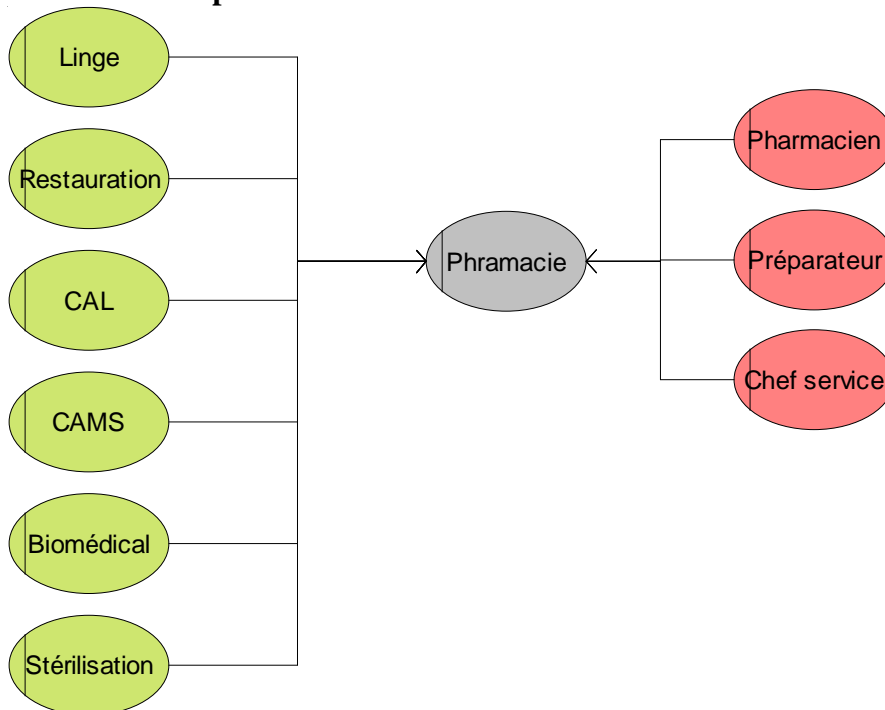 Linge
Restauration
CAL
CAMS
Biomédical
Stérilisation
Phramacie
Pharmacien
Préparateur
Chef service